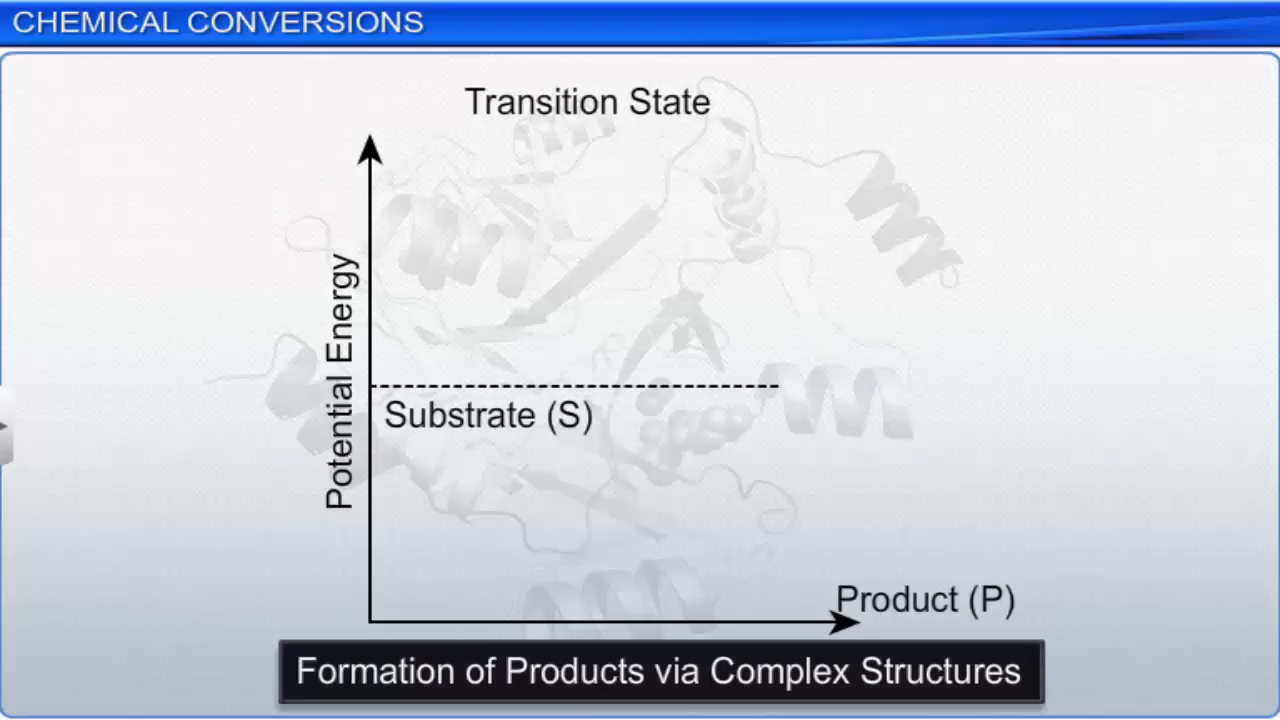 CHEMICAL CONVERSIONS
Transition State
Potential Energy
Substrate (S)
Product (P)
Formation of Products via Complex Structures